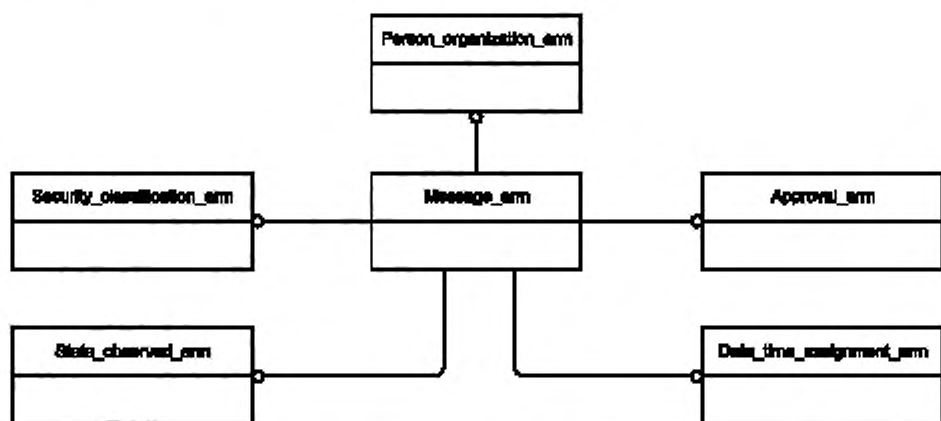 Person_organization_arm
Security_classification_arm
Message_arm
Approval_arm
State_observed_arm
Date_time_assignment_arm